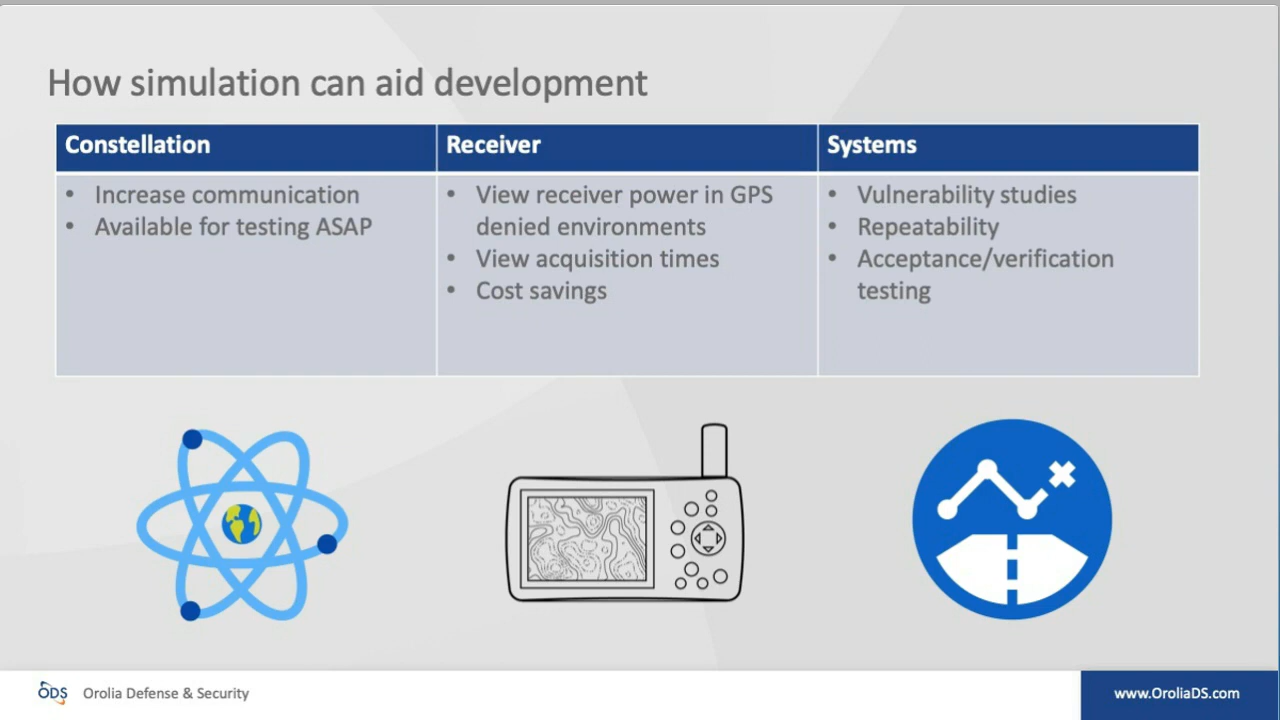 How simulation can aid development
Constellation
• Increase communication
• Available for testing ASAP
Receiver
• View receiver power in GPS
denied environments
• View acquisition times
• Cost savings
Systems
• Vulnerability studies
• Repeatability
• Acceptance/verification
testing
ODS
Orolia Defense & Security
www.OroliaDS.com